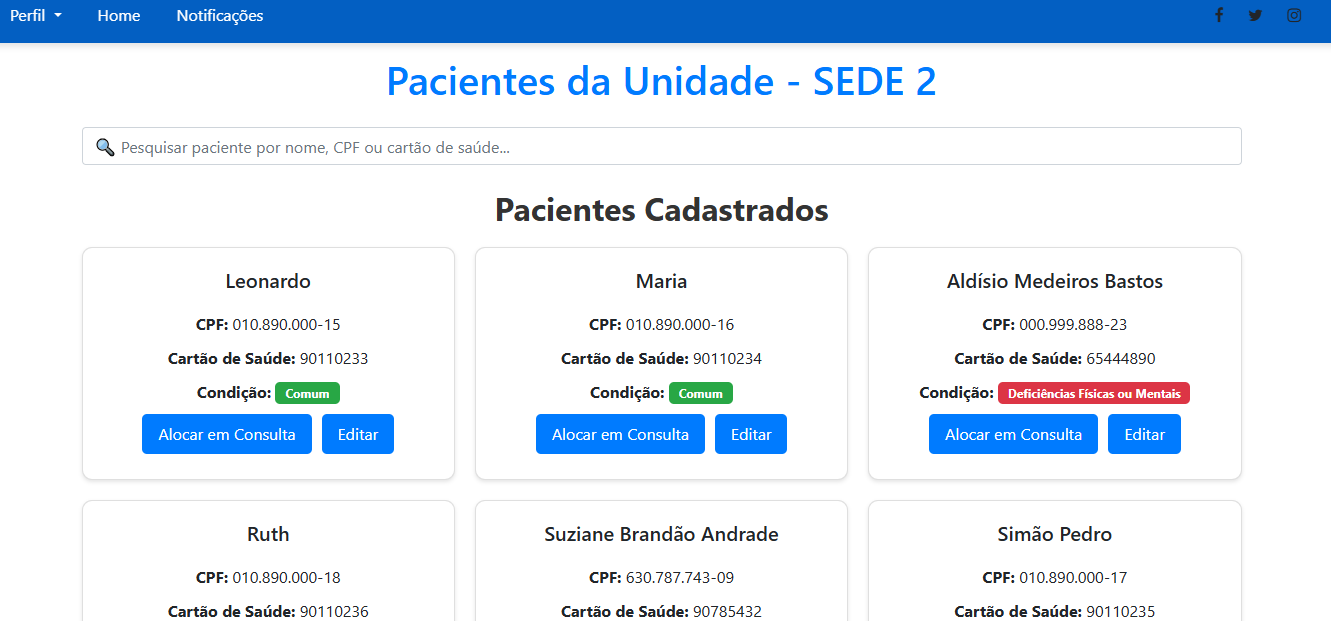 Perfil Home Notificações
Pacientes da Unidade - SEDE 2
Pesquisar paciente por nome, CPF ou cartão de saúde...
Pacientes Cadastrados
Leonardo
CPF: 010.890.000-15
Cartão de Saúde: 90110233
Condição: Comum
Alocar em Consulta Editar
Maria
CPF: 010.890.000-16
Cartão de Saúde: 90110234
Condição: Comum
Alocar em Consulta Editar
Aldísio Medeiros Bastos
CPF: 000.999.888-23
Cartão de Saúde: 65444890
Condição: Deficiências Físicas ou Mentais
Alocar em Consulta Editar
Ruth
CPF: 010.890.000-18
Cartão de Saúde: 90110236
Suziane Brandão Andrade
CPF: 630.787.743-09
Cartão de Saúde: 90785432
Simão Pedro
CPF: 010.890.000-17
Cartão de Saúde: 90110235